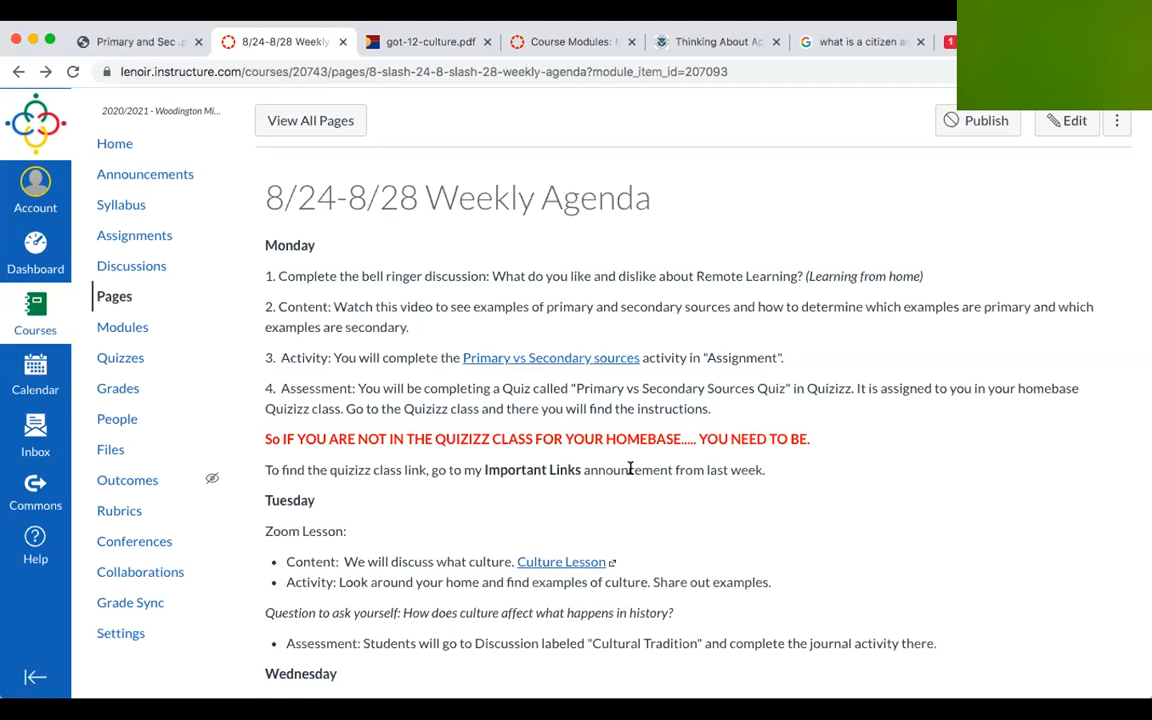 Primary and Sec .p
8/24-8/28 Weekly
got-12-culture.pdf
Course Modules: M
Thinking About Ap
what is a citizen a
1
lenoir.instructure.com/courses/20743/pages/8-slash-24-8-slash-28-weekly-agenda?module_item_id=207093
Account
Dashboard
Courses
Calendar
Inbox
Commons
Help
2020/2021 - Woodington Mi...
Home
Announcements
Syllabus
Assignments
Discussions
Pages
Modules
Quizzes
Grades
People
Files
Outcomes
Rubrics
Conferences
Collaborations
Grade Sync
Settings
View All Pages
Publish
Edit
8/24-8/28 Weekly Agenda
Monday
1. Complete the bell ringer discussion: What do you like and dislike about Remote Learning? (Learning from home)
2. Content: Watch this video to see examples of primary and secondary sources and how to determine which examples are primary and which
examples are secondary.
3. Activity: You will complete the Primary vs Secondary sources activity in "Assignment".
4. Assessment: You will be completing a Quiz called "Primary vs Secondary Sources Quiz" in Quizizz. It is assigned to you in your homebase
Quizizz class. Go to the Quizizz class and there you will find the instructions.
So IF YOU ARE NOT IN THE QUIZIZZ CLASS FOR YOUR HOMEBASE..... YOU NEED TO BE.
To find the quizizz class link, go to my Important Links announcement from last week.
Tuesday
Zoom Lesson:
• Content: We will discuss what culture. Culture Lesson
• Activity: Look around your home and find examples of culture. Share out examples.
Question to ask yourself: How does culture affect what happens in history?
• Assessment: Students will go to Discussion labeled "Cultural Tradition" and complete the journal activity there.
Wednesday